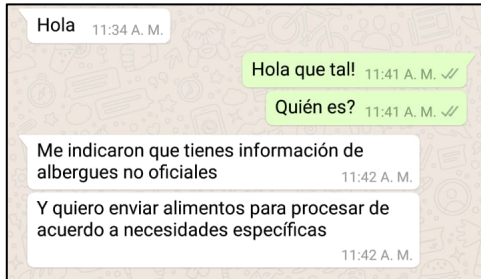 Hola 11:34 A. M.
Hola que tal! 11:41 A. M.
Quién es? 11:41 A. M.
Me indicaron que tienes información de
albergues no oficiales 11:42 A. M.
Y quiero enviar alimentos para procesar de
acuerdo a necesidades específicas
11:42 A. M.